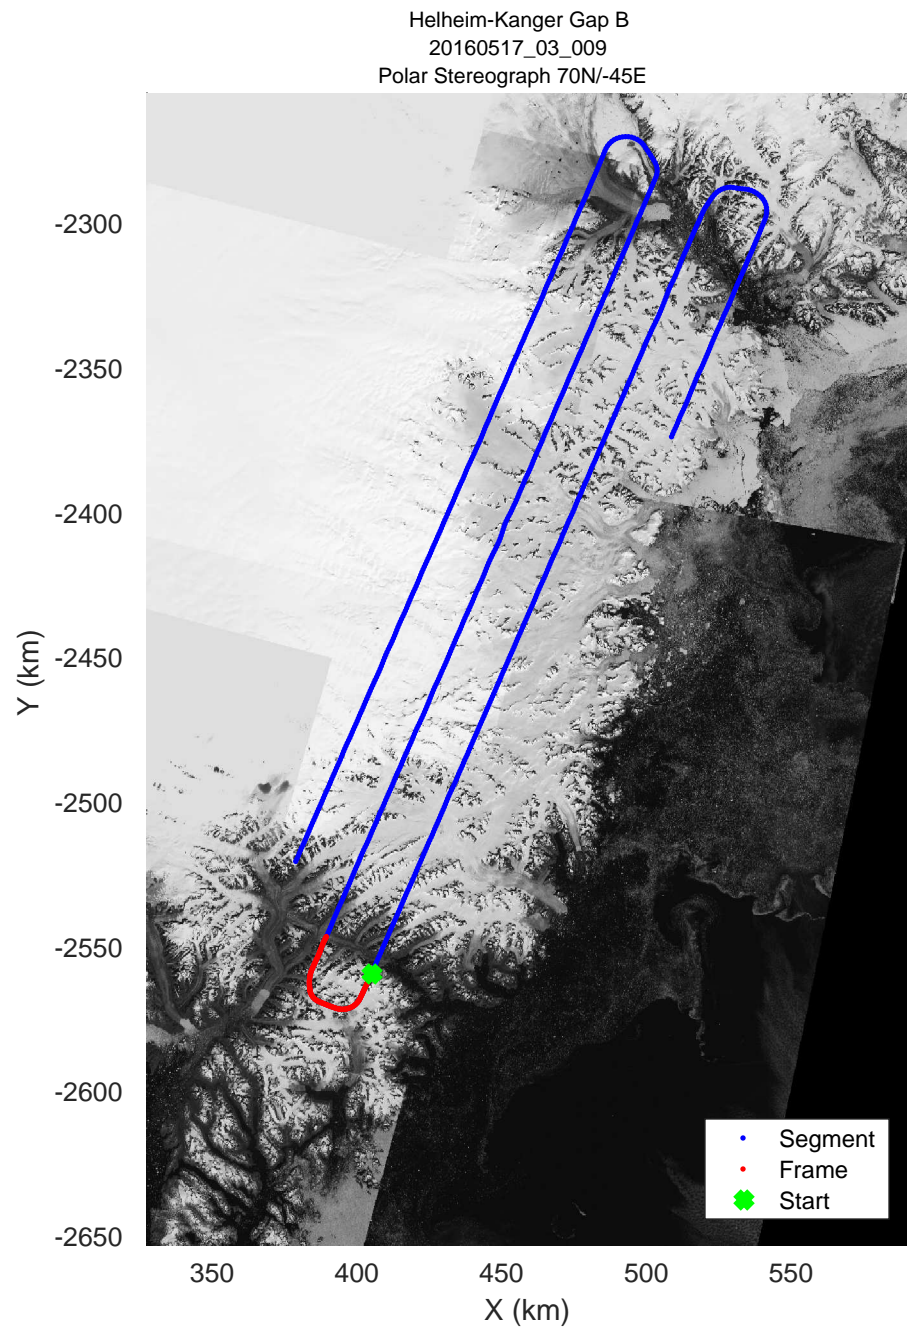 Helheim-Kanger Gap B
20160517_03_009
Polar Stereograph 70N/-45E
-2300
-2350
-2400
-2450
-2500
-2550
-2600
-2650
Y (km)
350
400
450
500
550
X (km)
Segment
Frame
Start